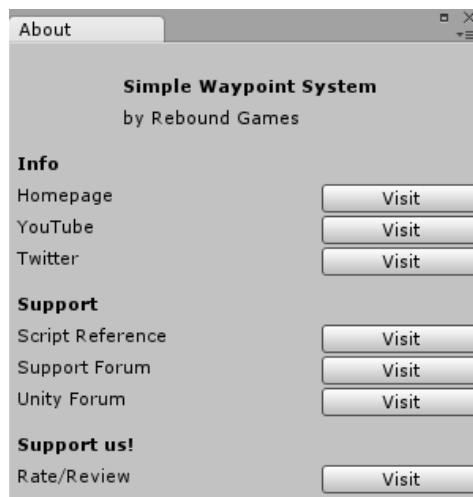 About
Simple Waypoint System
by Rebound Games
Info
Homepage Visit
YouTube Visit
Twitter Visit
Support
Script Reference Visit
Support Forum Visit
Unity Forum Visit
Support us!
Rate/Review Visit